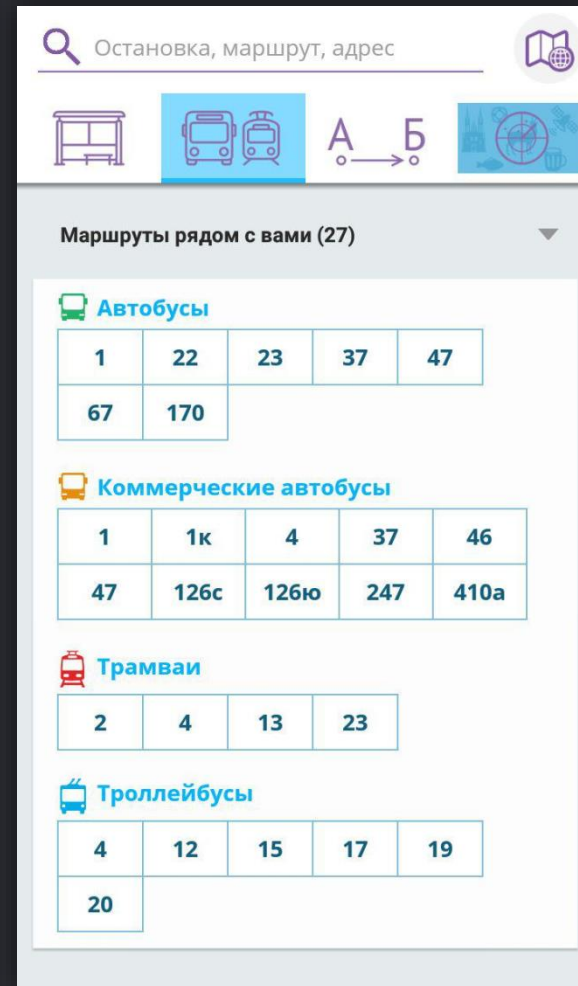 Остановка, маршрут, адрес
А Б
Маршруты рядом с вами (27)
Автобусы
1 22 23 37 47
67 170
Коммерческие автобусы
1 1к 4 37 46
47 126с 126ю 247 410а
Трамваи
2 4 13 23
Троллейбусы
4 12 15 17 19
20